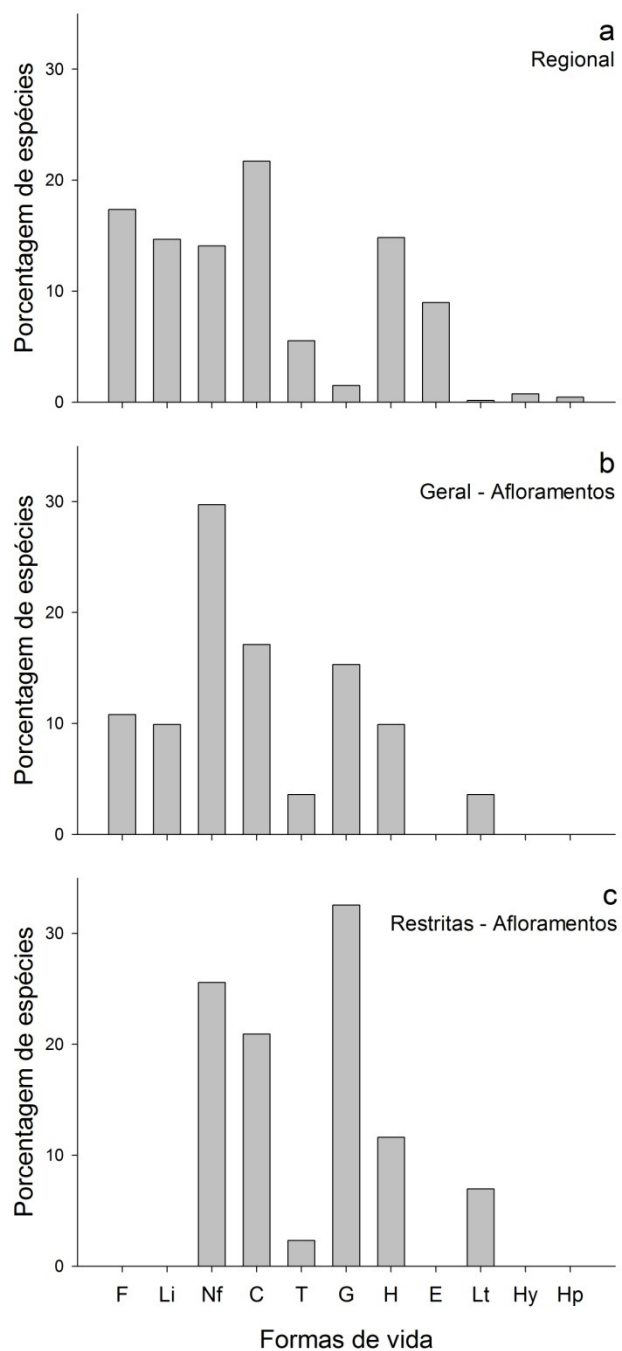 a
Regional
Porcentagem de espécies
30
20
10
0
b
Geral - Afloramentos
Porcentagem de espécies
30
20
10
0
c
Restritas - Afloramentos
Porcentagem de espécies
30
20
10
0
F Li Nf C T G H E Lt Hy Hp
Formas de vida